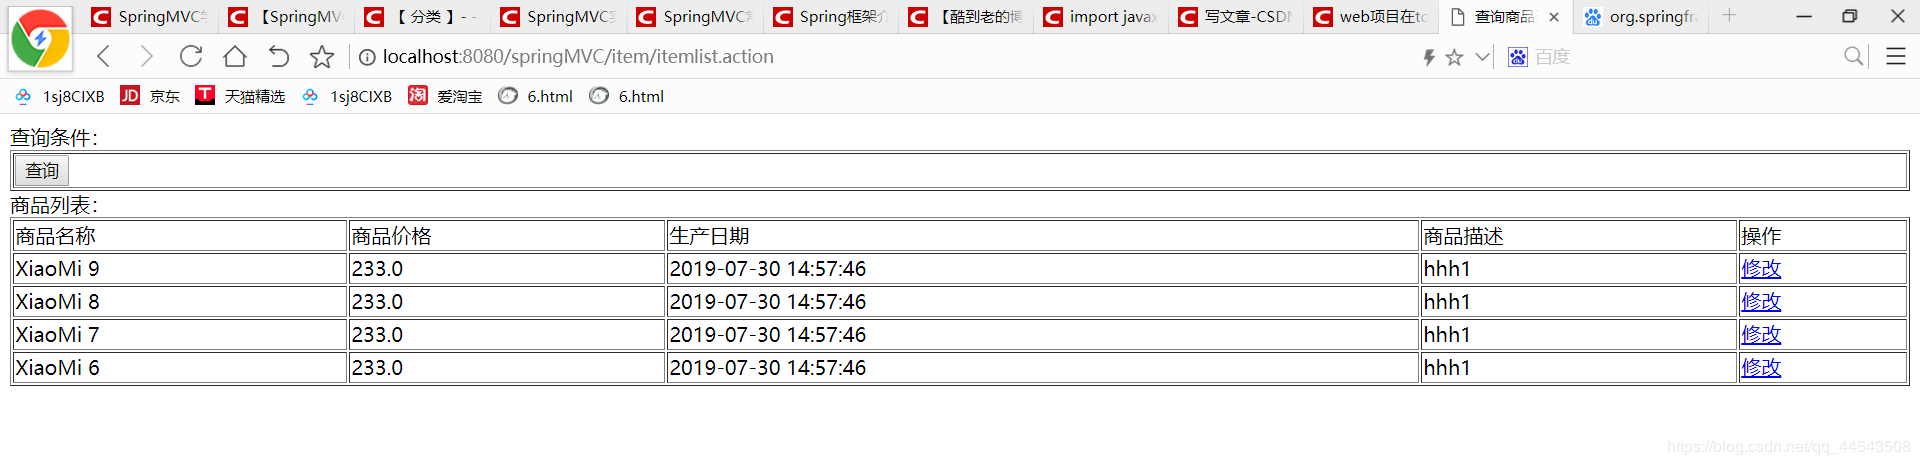 SpringMVC
【SpringMV
【 分类 】- -
SpringMVC
SpringMVC
Spring框架
【酷到老的
import javax
写文章-CSDN
web项目在tc
查询商品
org.springfra
localhost:8080/springMVC/item/itemlist.action
百度
1sj8CIXB
JD 京东
T 天猫精选
1sj8CIXB
淘 爱淘宝
6.html
6.html
查询条件：
查询
商品列表：
商品名称 商品价格 生产日期 商品描述 操作
XiaoMi 9 233.0 2019-07-30 14:57:46 hhh1 修改
XiaoMi 8 233.0 2019-07-30 14:57:46 hhh1 修改
XiaoMi 7 233.0 2019-07-30 14:57:46 hhh1 修改
XiaoMi 6 233.0 2019-07-30 14:57:46 hhh1 修改
https://blog.csdn.net/qq_44543508